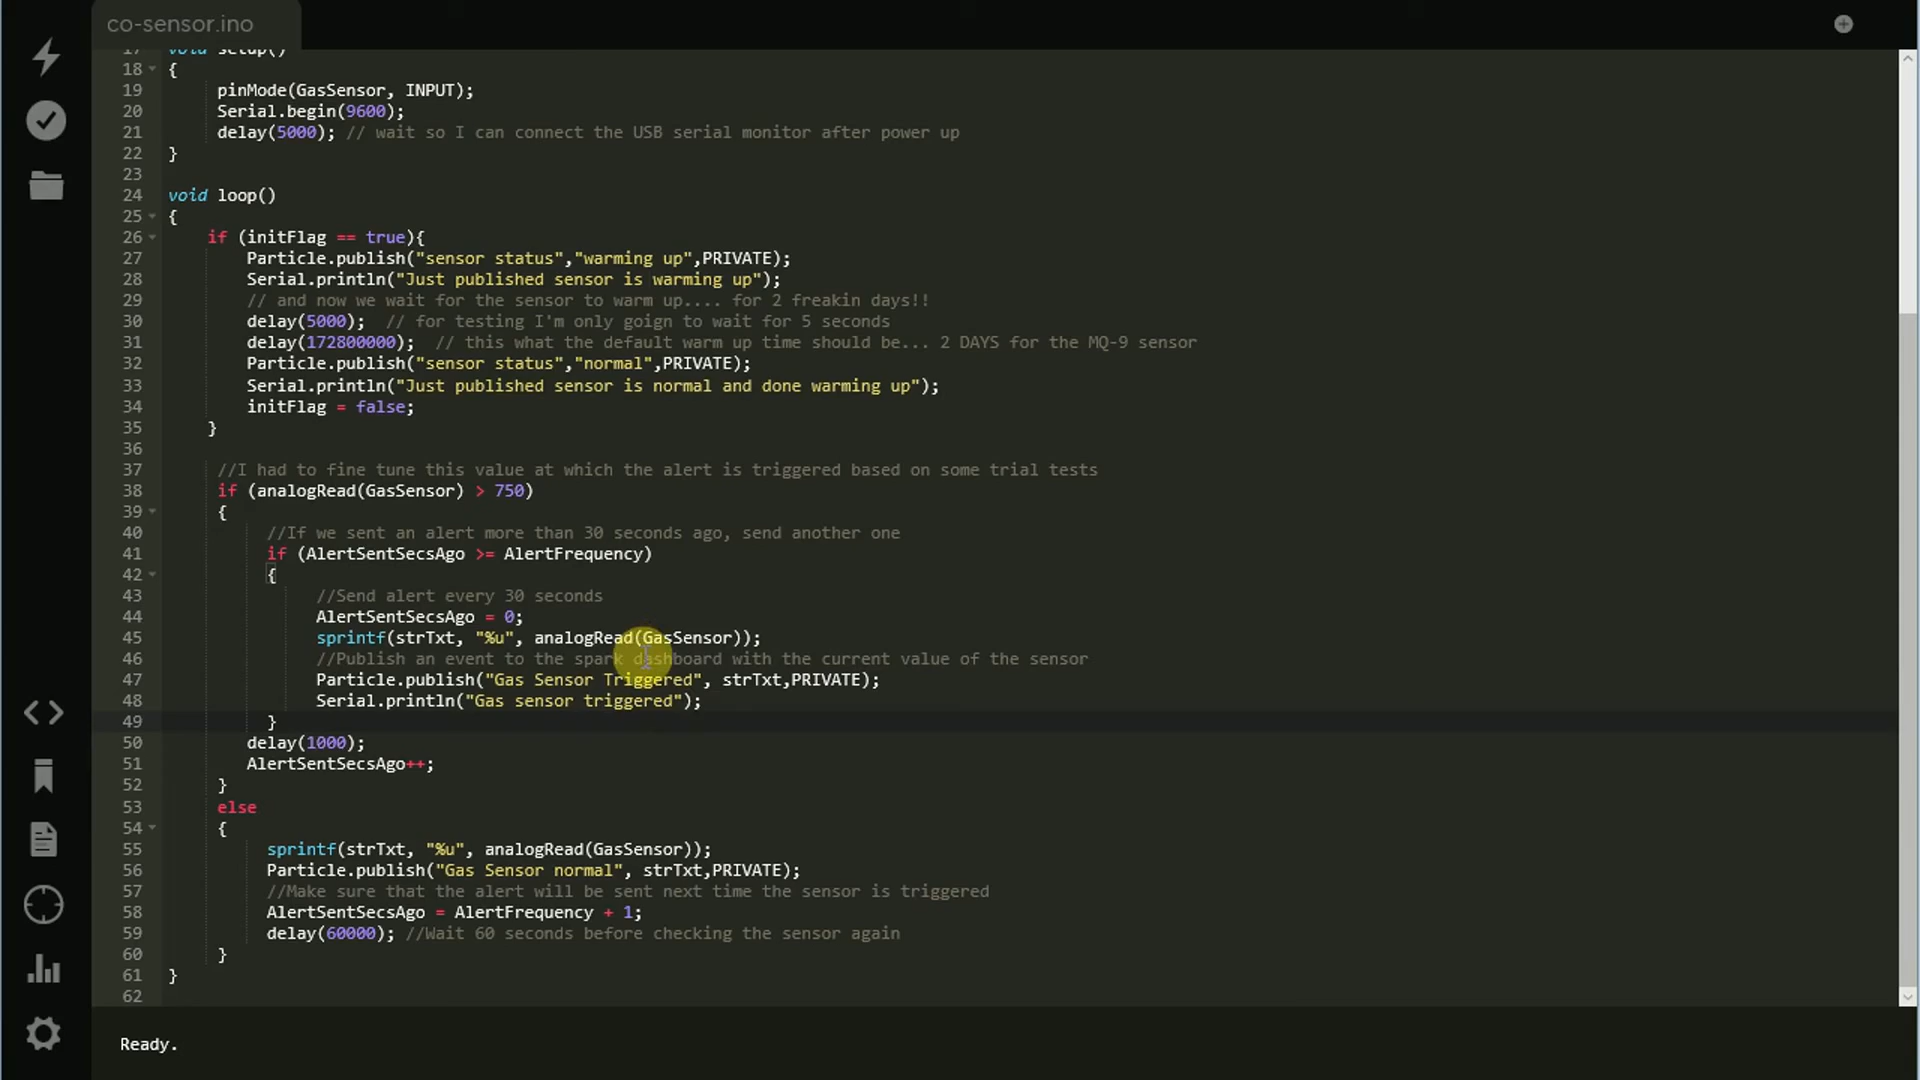 co-sensor.ino
17 void setup()
18 {
19 pinMode(GasSensor, INPUT);
20 Serial.begin(9600);
21 delay(5000); // wait so I can connect the USB serial monitor after power up
22 }
23
24 void loop()
25 {
26 if (initFlag == true){
27 Particle.publish("sensor status","warming up",PRIVATE);
28 Serial.println("Just published sensor is warming up");
29 // and now we wait for the sensor to warm up.... for 2 freakin days!!
30 delay(5000); // for testing I'm only goign to wait for 5 seconds
31 delay(172800000); // this what the default warm up time should be... 2 DAYS for the MQ-9 sensor
32 Particle.publish("sensor status","normal",PRIVATE);
33 Serial.println("Just published sensor is normal and done warming up");
34 initFlag = false;
35 }
36
37 //I had to fine tune this value at which the alert is triggered based on some trial tests
38 if (analogRead(GasSensor) > 750)
39 {
40 //If we sent an alert more than 30 seconds ago, send another one
41 if (AlertSentSecsAgo >= AlertFrequency)
42 {
43 //Send alert every 30 seconds
44 AlertSentSecsAgo = 0;
45 sprintf(strTxt, "%u", analogRead(GasSensor));
46 //Publish an event to the spark dashboard with the current value of the sensor
47 Particle.publish("Gas Sensor Triggered", strTxt,PRIVATE);
48 Serial.println("Gas sensor triggered");
49 }
50 delay(1000);
51 AlertSentSecsAgo++;
52 }
53 else
54 {
55 sprintf(strTxt, "%u", analogRead(GasSensor));
56 Particle.publish("Gas Sensor normal", strTxt,PRIVATE);
57 //Make sure that the alert will be sent next time the sensor is triggered
58 AlertSentSecsAgo = AlertFrequency + 1;
59 delay(60000); //Wait 60 seconds before checking the sensor again
60 }
61 }
62
Ready.